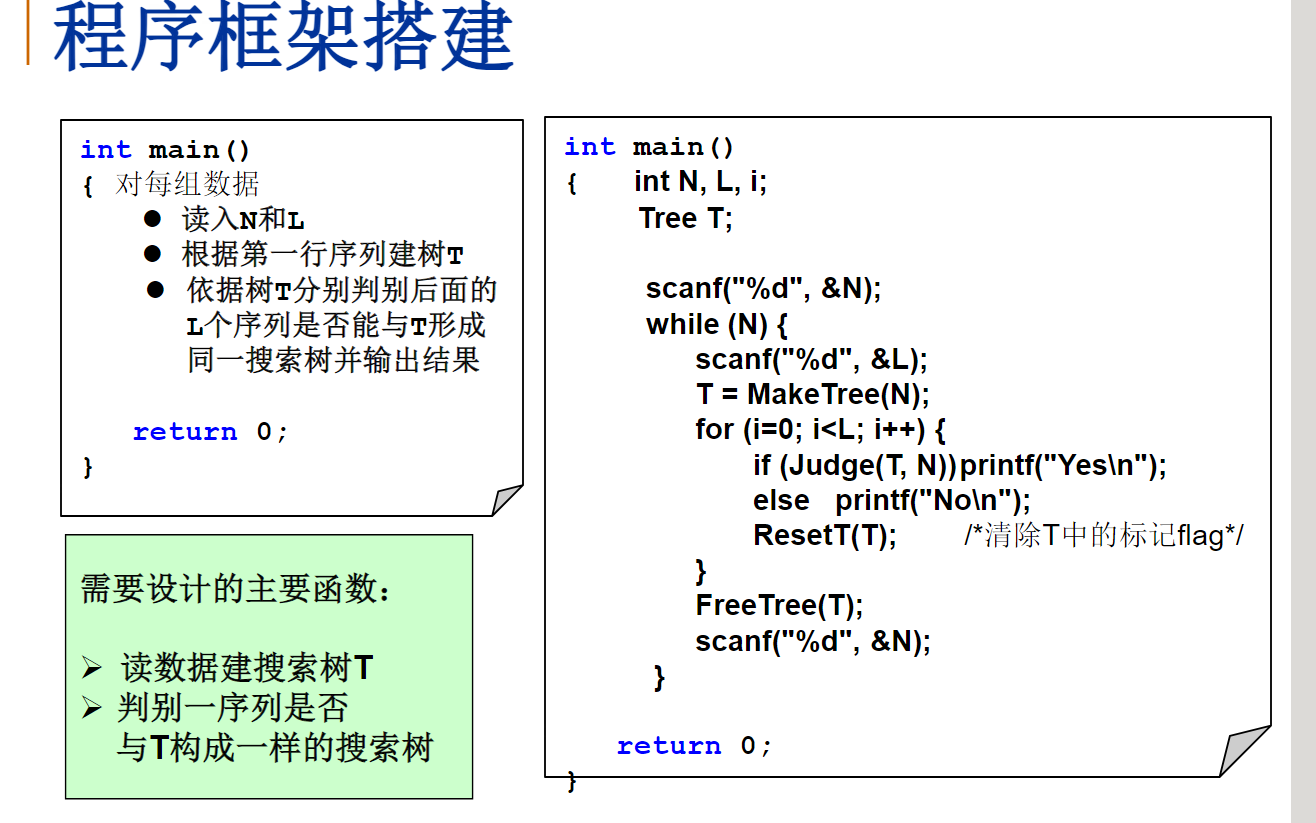 程序框架搭建
int main()
{ 对每组数据
● 读入N和L
● 根据第一行序列建树T
● 依据树T分别判别后面的
L个序列是否能与T形成
同一搜索树并输出结果
return 0;
}
需要设计的主要函数：
➢ 读数据建搜索树T
➢ 判别一序列是否
与T构成一样的搜索树
int main()
{ int N, L, i;
Tree T;
scanf("%d", &N);
while (N) {
scanf("%d", &L);
T = MakeTree(N);
for (i=0; i<L; i++) {
if (Judge(T, N))printf("Yes\n");
else printf("No\n");
ResetT(T); /*清除T中的标记flag*/
}
FreeTree(T);
scanf("%d", &N);
}
return 0;
}